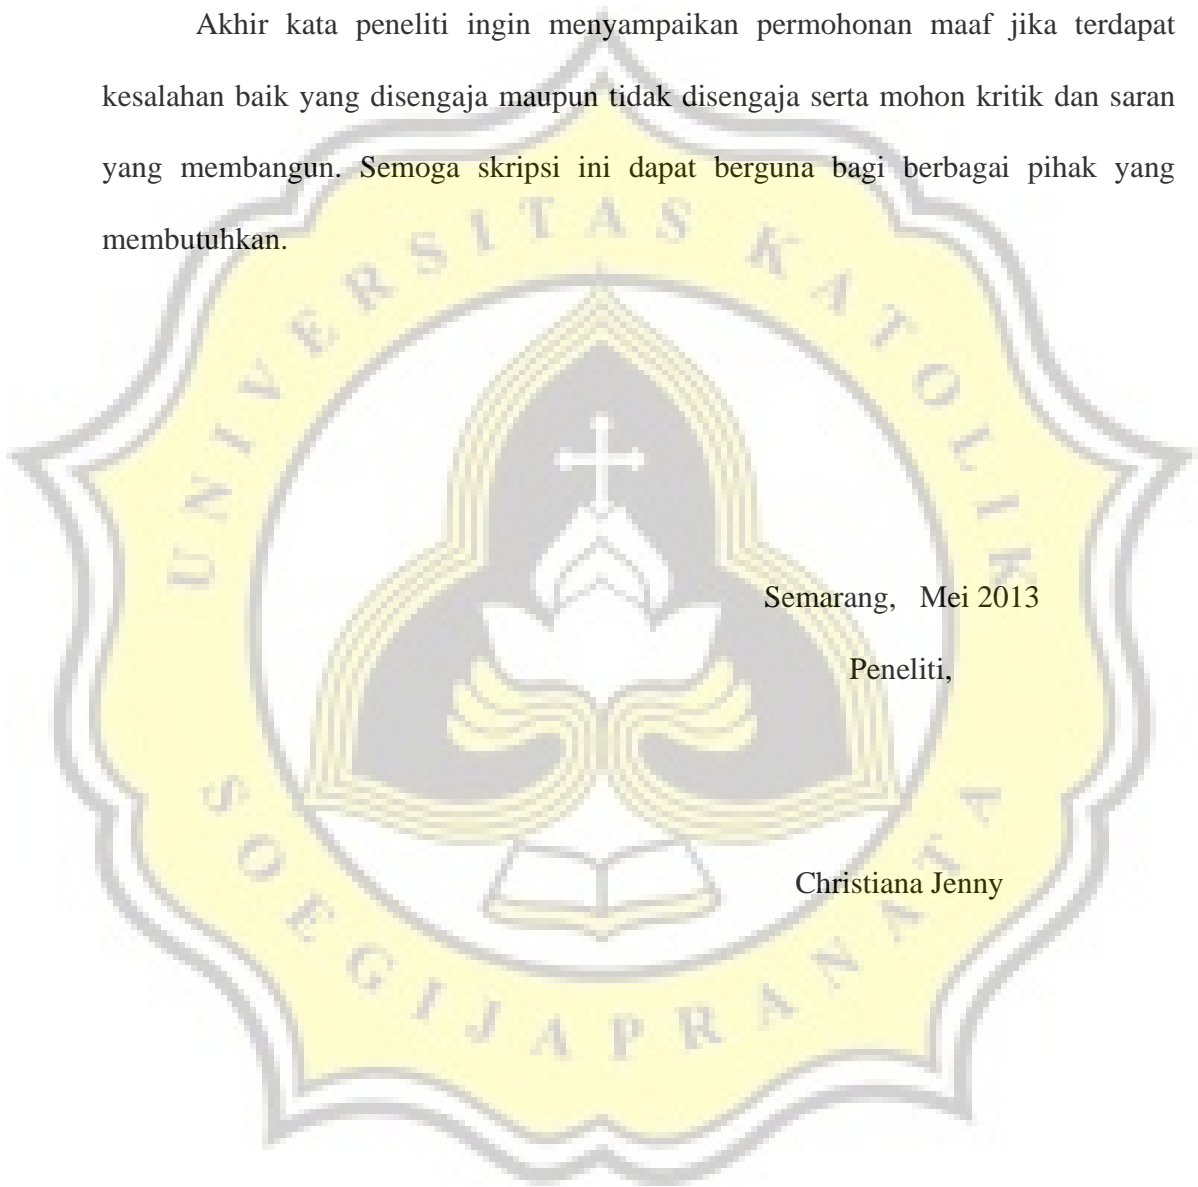 Akhir kata peneliti ingin menyampaikan permohonan maaf jika terdapat
kesalahan baik yang disengaja maupun tidak disengaja serta mohon kritik dan saran
yang membangun. Semoga skripsi ini dapat berguna bagi berbagai pihak yang
membutuhkan.
UNIVERSITAS KATOLIK
Semarang, Mei 2013
Peneliti,
Christiana Jenny
SOEGIJAPRANATA